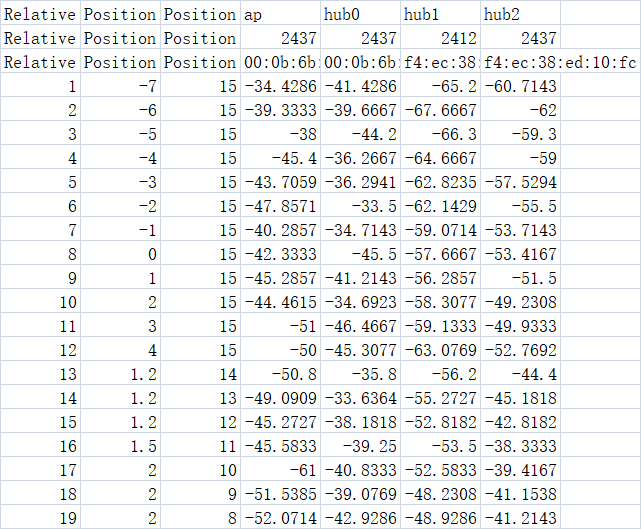 Relative Position Position ap hub0 hub1 hub2
Relative Position Position 2437 2437 2412 2437
Relative Position Position 00:0b:6b: 00:0b:6b: f4:ec:38: f4:ec:38:ed:10:fc
1 -7 15 -34.4286 -41.4286 -65.2 -60.7143
2 -6 15 -39.3333 -39.6667 -67.6667 -62
3 -5 15 -38 -44.2 -66.3 -59.3
4 -4 15 -45.4 -36.2667 -64.6667 -59
5 -3 15 -43.7059 -36.2941 -62.8235 -57.5294
6 -2 15 -47.8571 -33.5 -62.1429 -55.5
7 -1 15 -40.2857 -34.7143 -59.0714 -53.7143
8 0 15 -42.3333 -45.5 -57.6667 -53.4167
9 1 15 -45.2857 -41.2143 -56.2857 -51.5
10 2 15 -44.4615 -34.6923 -58.3077 -49.2308
11 3 15 -51 -46.4667 -59.1333 -49.9333
12 4 15 -50 -45.3077 -63.0769 -52.7692
13 1.2 14 -50.8 -35.8 -56.2 -44.4
14 1.2 13 -49.0909 -33.6364 -55.2727 -45.1818
15 1.2 12 -45.2727 -38.1818 -52.8182 -42.8182
16 1.5 11 -45.5833 -39.25 -53.5 -38.3333
17 2 10 -61 -40.8333 -52.5833 -39.4167
18 2 9 -51.5385 -39.0769 -48.2308 -41.1538
19 2 8 -52.0714 -42.9286 -48.9286 -41.2143